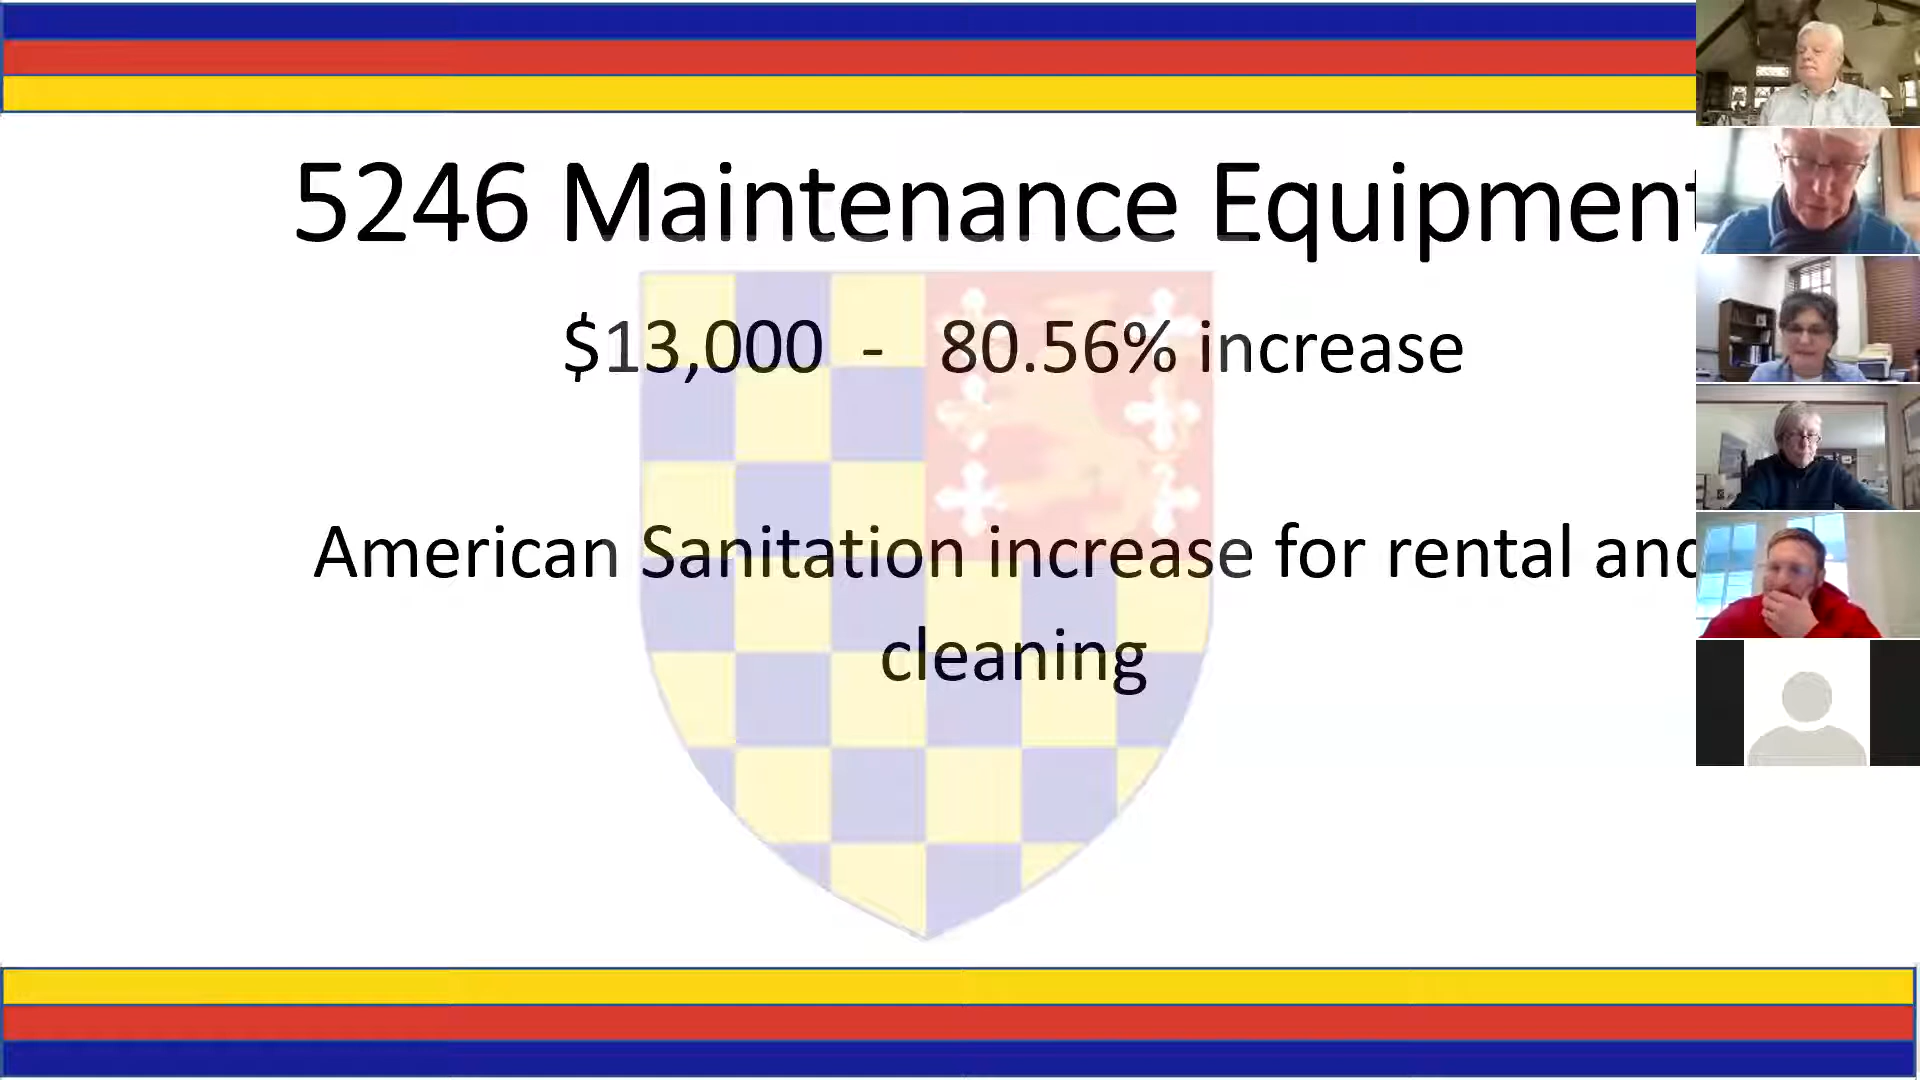 5246 Maintenance Equipment
$13,000 - 80.56% increase
American Sanitation increase for rental and
cleaning